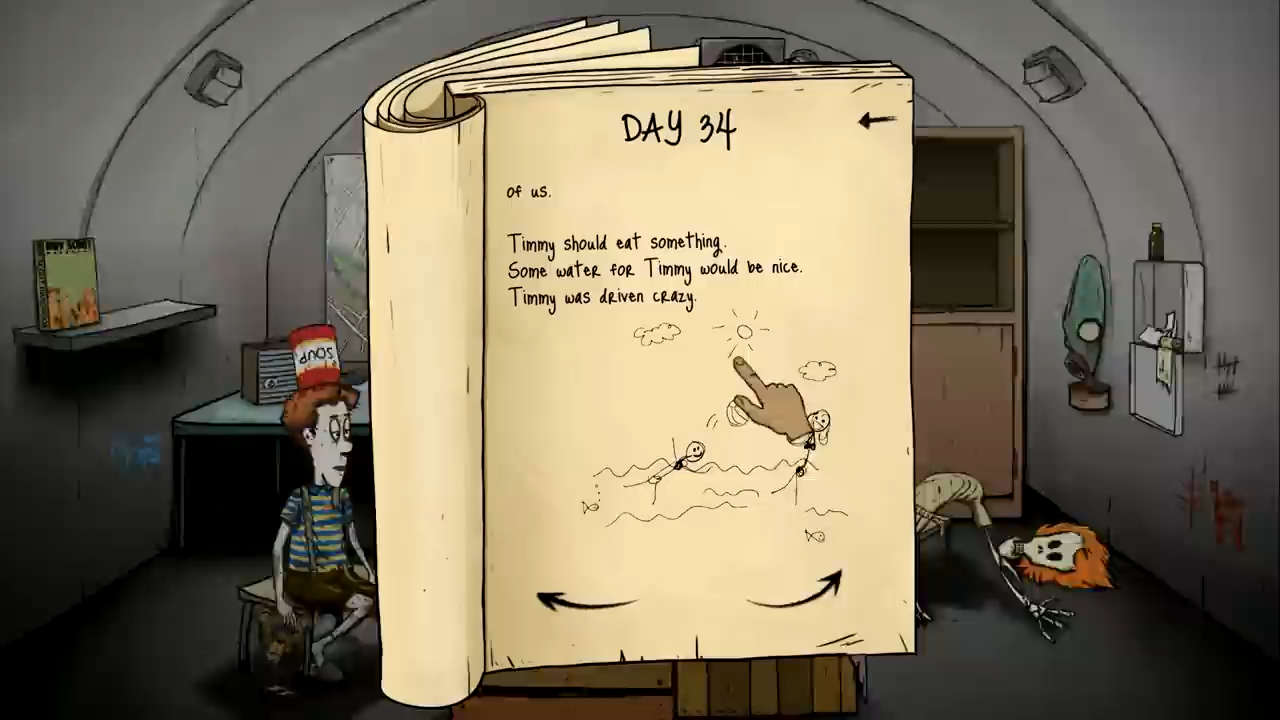 DAY 34
of us.
Timmy should eat something.
Some water for Timmy would be nice.
Timmy was driven crazy.
SOUP